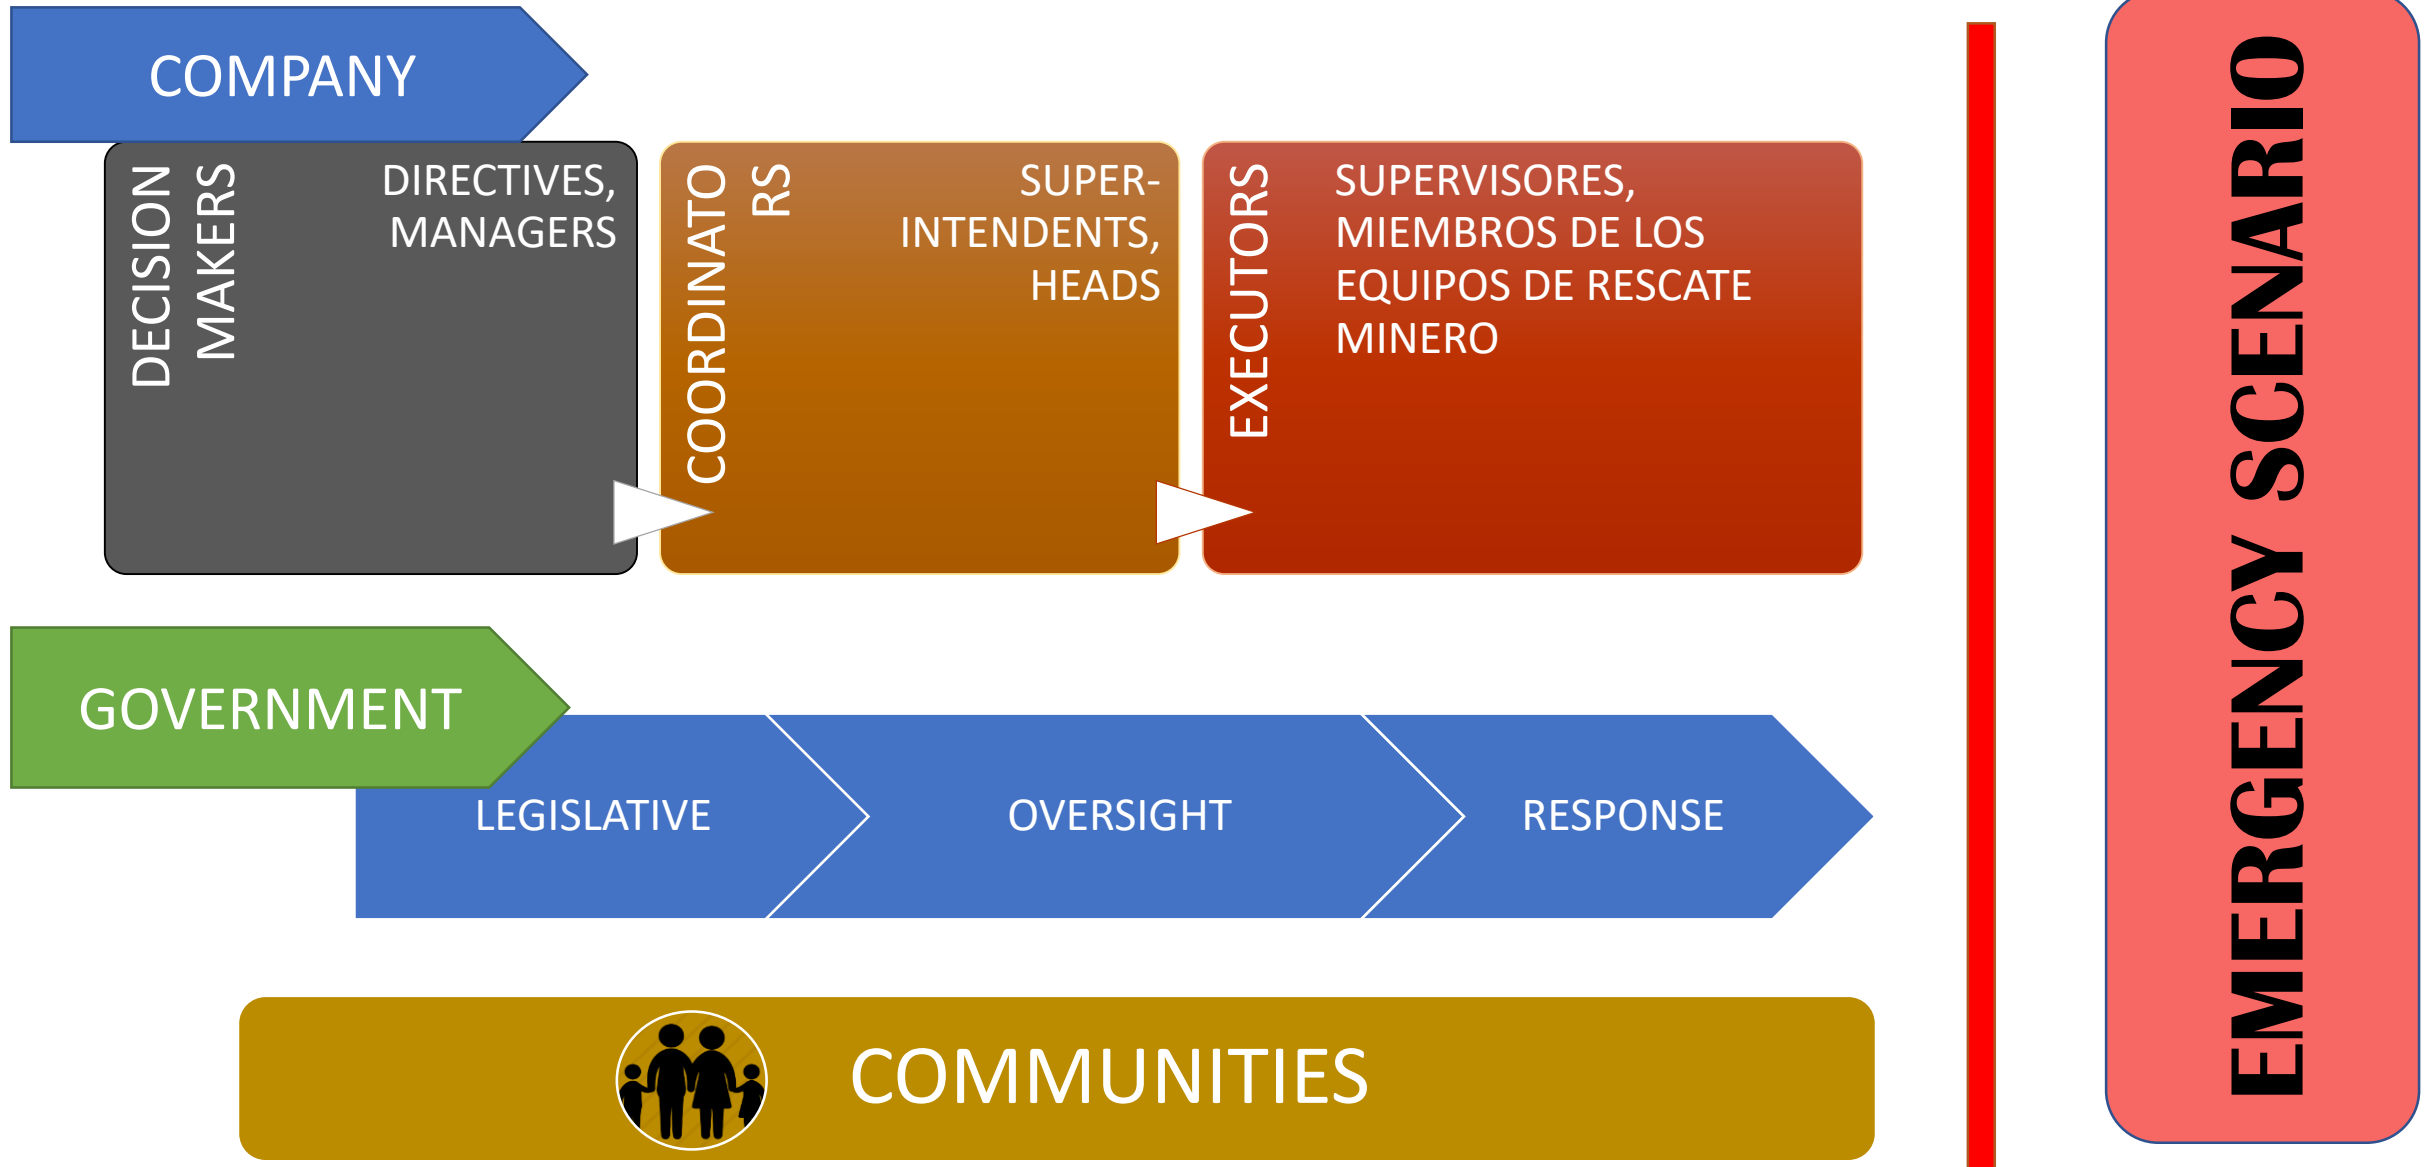 COMPANY
DECISION
MAKERS
DIRECTIVES,
MANAGERS
COORDINATO
RS
SUPER-
INTENDENTS,
HEADS
EXECUTORS
SUPERVISORES,
MIEMBROS DE LOS
EQUIPOS DE RESCATE
MINERO
GOVERNMENT
LEGISLATIVE
OVERSIGHT
RESPONSE
COMMUNITIES
EMERGENCY SCENARIO